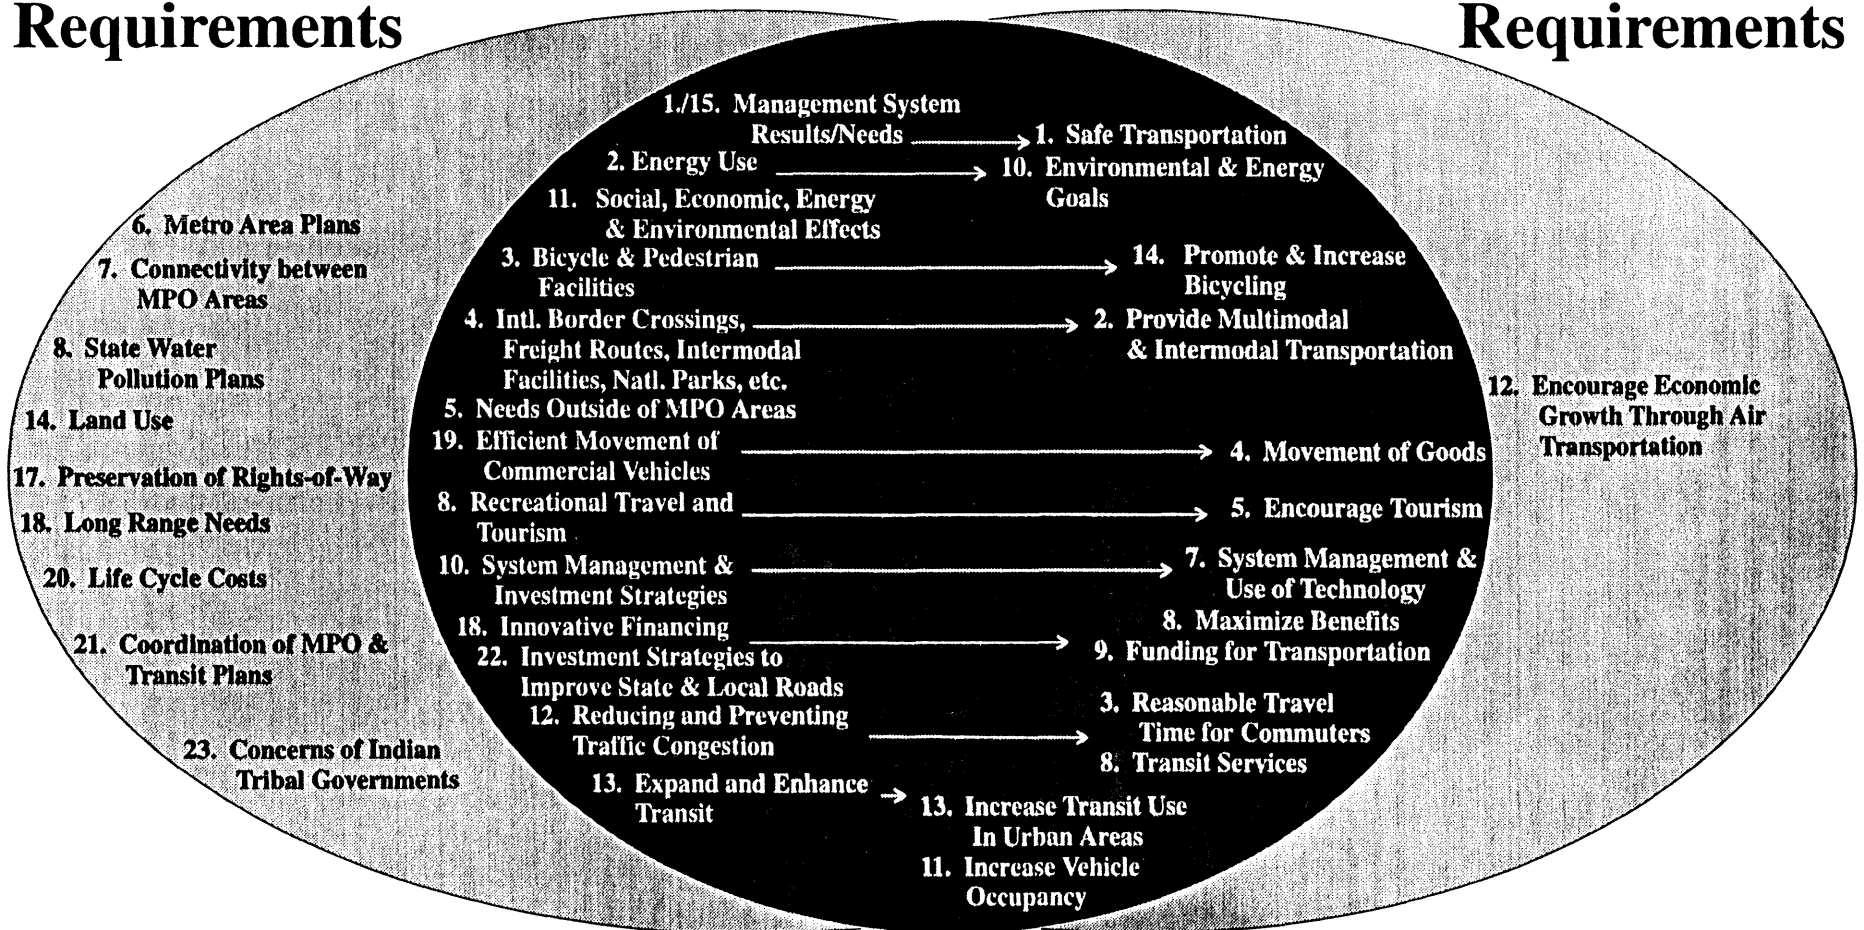 Requirements
Requirements
6. Metro Area Plans
7. Connectivity between
MPO Areas
8. State Water
Pollution Plans
14. Land Use
17. Preservation of Rights-of-Way
18. Long Range Needs
20. Life Cycle Costs
21. Coordination of MPO &
Transit Plans
23. Concerns of Indian
Tribal Governments
1./15. Management System
Results/Needs
1. Safe Transportation
2. Energy Use
10. Environmental & Energy
Goals
11. Social, Economic, Energy
& Environmental Effects
3. Bicycle & Pedestrian
Facilities
14. Promote & Increase
Bicycling
4. Intl. Border Crossings,
Freight Routes, Intermodal
Facilities, Natl. Parks, etc.
2. Provide Multimodal
& Intermodal Transportation
5. Needs Outside of MPO Areas
19. Efficient Movement of
Commercial Vehicles
4. Movement of Goods
8. Recreational Travel and
Tourism
5. Encourage Tourism
10. System Management &
Investment Strategies
7. System Management &
Use of Technology
18. Innovative Financing
8. Maximize Benefits
9. Funding for Transportation
22. Investment Strategies to
Improve State & Local Roads
12. Reducing and Preventing
Traffic Congestion
3. Reasonable Travel
Time for Commuters
8. Transit Services
13. Expand and Enhance
Transit
13. Increase Transit Use
In Urban Areas
11. Increase Vehicle
Occupancy
12. Encourage Economic
Growth Through Air
Transportation